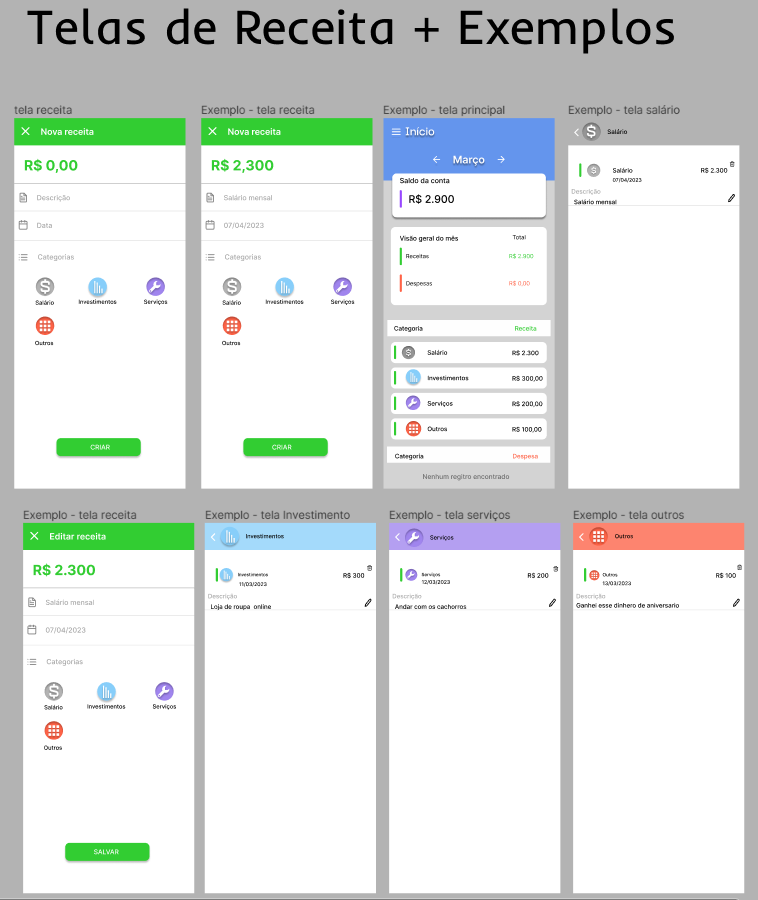 Telas de Receita + Exemplos
tela receita
Nova receita
R$ 0,00
Descrição
Data
Categorias
Salário
Investimentos
Serviços
Outros
CRIAR
Exemplo - tela receita
Nova receita
R$ 2,300
Salário mensal
07/04/2023
Categorias
Salário
Investimentos
Serviços
Outros
CRIAR
Exemplo - tela principal
Início
Março
Saldo da conta
R$ 2.900
Visão geral do mês Total
Receitas R$ 2.900
Despesas R$ 0,00
Categoria Receita
Salário R$ 2.300
Investimentos R$ 300,00
Serviços R$ 200,00
Outros R$ 100,00
Categoria Despesa
Nenhum regitro encontrado
Exemplo - tela salário
Salário
Salário R$ 2.300
07/04/2023
Descrição
Salário mensal
Exemplo - tela receita
Editar receita
R$ 2.300
Salário mensal
07/04/2023
Categorias
Salário
Investimentos
Serviços
Outros
SALVAR
Exemplo - tela Investimento
Investimentos
Investimentos R$ 300
11/03/2023
Descrição
Loja de roupa online
Exemplo - tela serviços
Serviços
Serviços R$ 200
12/03/2023
Descrição
Andar com os cachorros
Exemplo - tela outros
Outros
Outros R$ 100
13/03/2023
Descrição
Ganhei esse dinhero de aniversario